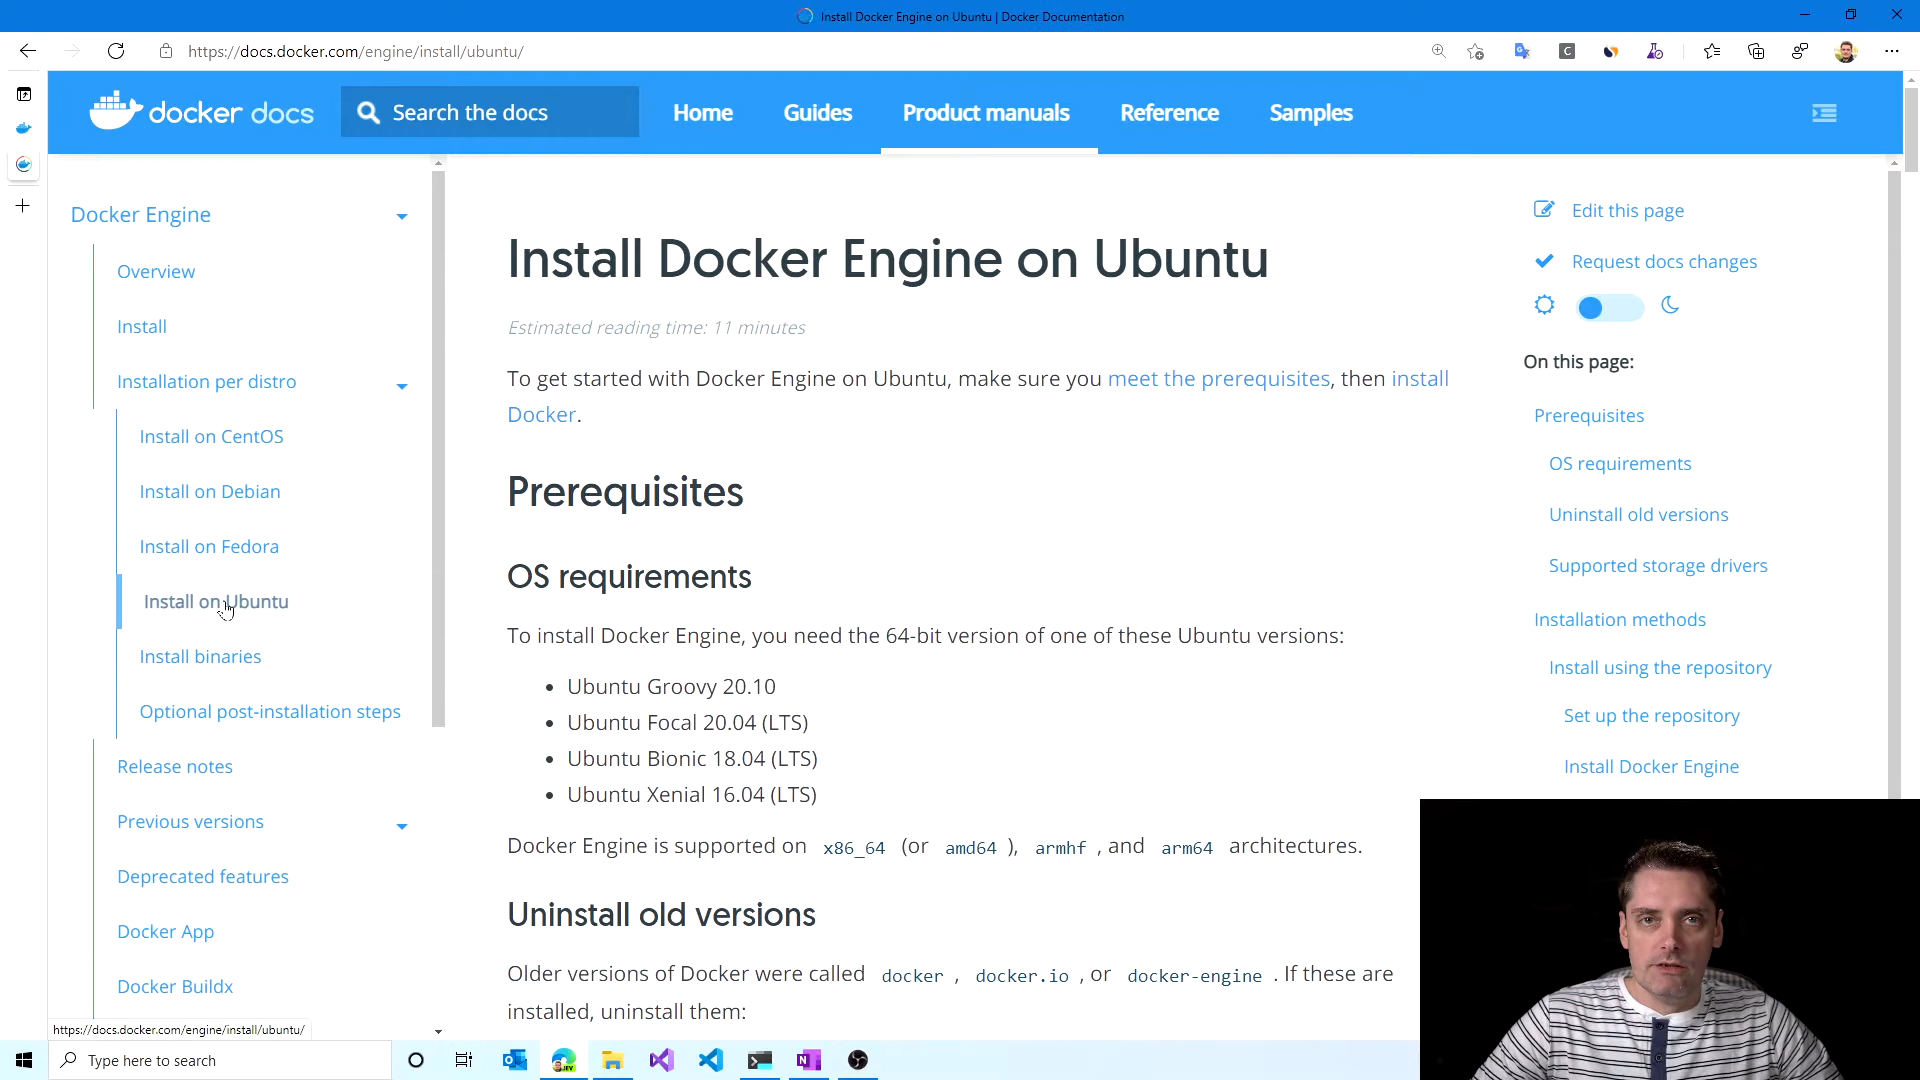 Install Docker Engine on Ubuntu | Docker Documentation
https://docs.docker.com/engine/install/ubuntu/
docker docs
Search the docs
Home
Guides
Product manuals
Reference
Samples
Docker Engine
Overview
Install
Installation per distro
Install on CentOS
Install on Debian
Install on Fedora
Install on Ubuntu
Install binaries
Optional post-installation steps
Release notes
Previous versions
Deprecated features
Docker App
Docker Buildx
Install Docker Engine on Ubuntu
Estimated reading time: 11 minutes
To get started with Docker Engine on Ubuntu, make sure you meet the prerequisites, then install
Docker.
Prerequisites
OS requirements
To install Docker Engine, you need the 64-bit version of one of these Ubuntu versions:
• Ubuntu Groovy 20.10
• Ubuntu Focal 20.04 (LTS)
• Ubuntu Bionic 18.04 (LTS)
• Ubuntu Xenial 16.04 (LTS)
Docker Engine is supported on x86_64 (or amd64 ), armhf , and arm64 architectures.
Uninstall old versions
Older versions of Docker were called docker , docker.io , or docker-engine . If these are
installed, uninstall them:
Edit this page
Request docs changes
On this page:
Prerequisites
OS requirements
Uninstall old versions
Supported storage drivers
Installation methods
Install using the repository
Set up the repository
Install Docker Engine
https://docs.docker.com/engine/install/ubuntu/
Type here to search